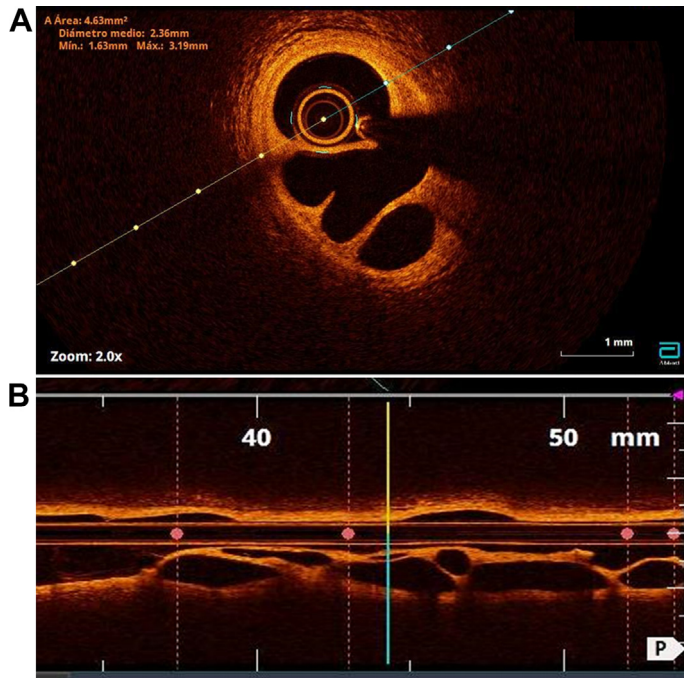 A
A Área: 4.63mm²
Diámetro medio: 2.36mm
Mín.: 1.63mm Máx.: 3.19mm
Zoom: 2.0x
1 mm
Abbott
B
40
50
mm
P